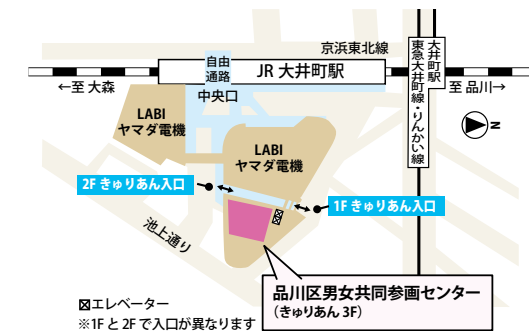 京浜東北線
自由
通路
JR 大井町駅
大井町駅
東急大井町線・りんかい線
←至 大森
中央口
至 品川→
LABI
ヤマダ電機
LABI
ヤマダ電機
N
2F きゅりあん入口
1F きゅりあん入口
池上通り
品川区男女共同参画センター
（きゅりあん 3F）
エレベーター
※1F と 2F で入口が異なります